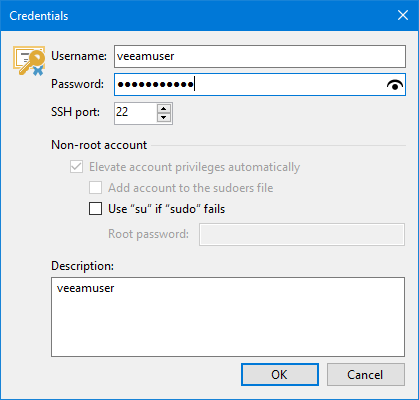 Credentials
Username: veeamuser
Password: ●●●●●●●●●●●
SSH port: 22
Non-root account
Elevate account privileges automatically
Add account to the sudoers file
Use “su” if “sudo” fails
Root password:
Description:
veeamuser
OK Cancel